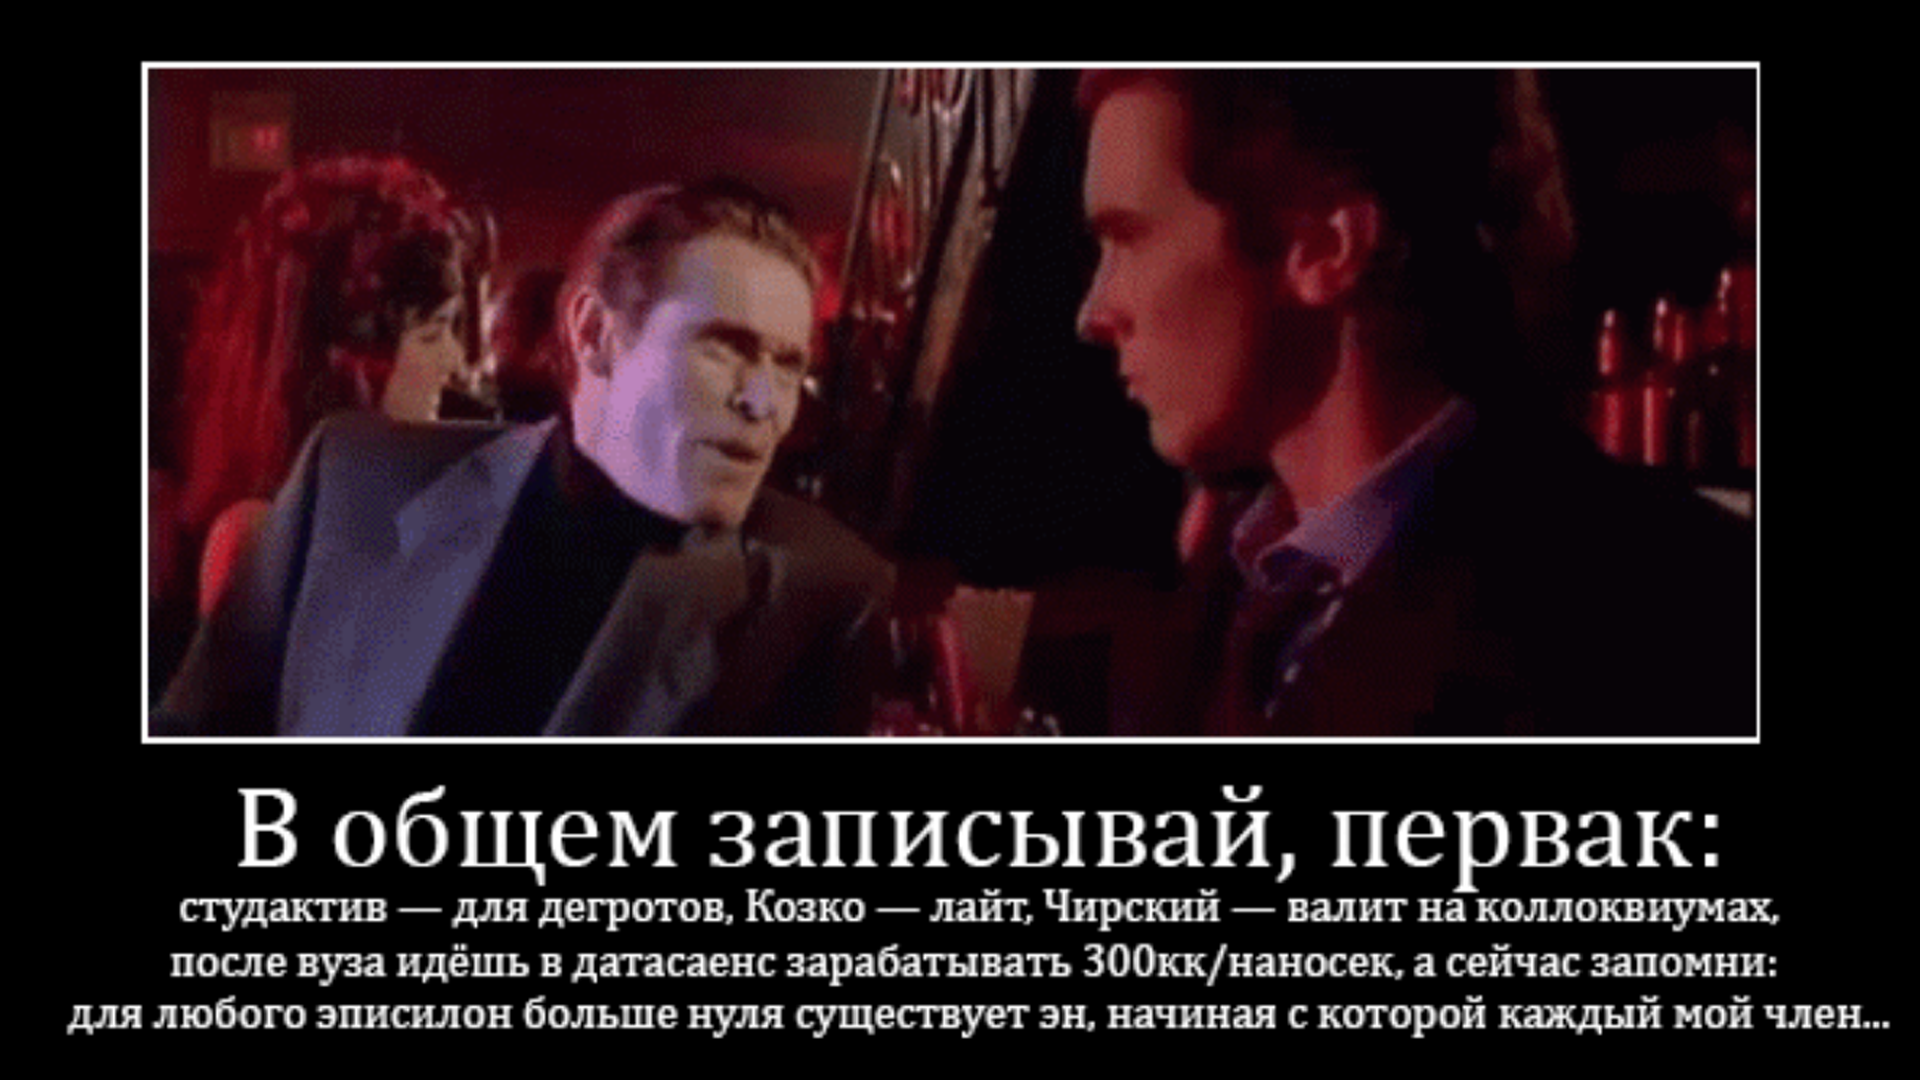 В общем записывай, первак:
студактив — для дегротов, Козко — лайт, Чирский — валит на коллоквиумах,
после вуза идёшь в датасаенс зарабатывать 300кк/наносек, а сейчас запомни:
для любого эписилон больше нуля существует эн, начиная с которой каждый мой член...